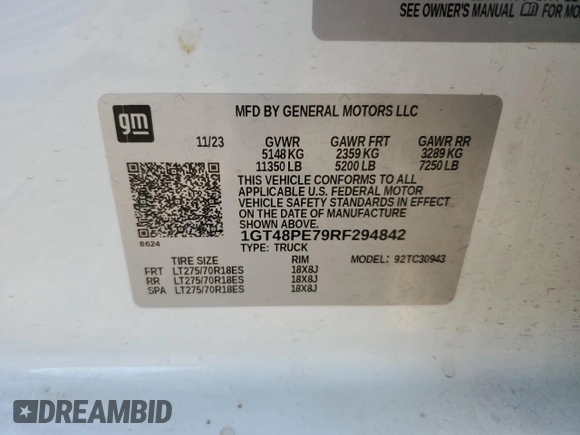 SEE OWNER'S MANUAL FOR MO
gm
MFD BY GENERAL MOTORS LLC
11/23 GVWR GAWR FRT GAWR RR
5148 KG 2359 KG 3289 KG
11350 LB 5200 LB 7250 LB
THIS VEHICLE CONFORMS TO ALL
APPLICABLE U.S. FEDERAL MOTOR
VEHICLE SAFETY STANDARDS IN EFFECT
ON THE DATE OF MANUFACTURE
SHOWN ABOVE.
8624
1GT48PE79RF294842
TYPE: TRUCK
TIRE SIZE RIM MODEL: 92TC30943
FRT LT275/70R18ES 18X8J
RR LT275/70R18ES 18X8J
SPA LT275/70R18ES 18X8J
DREAMBID